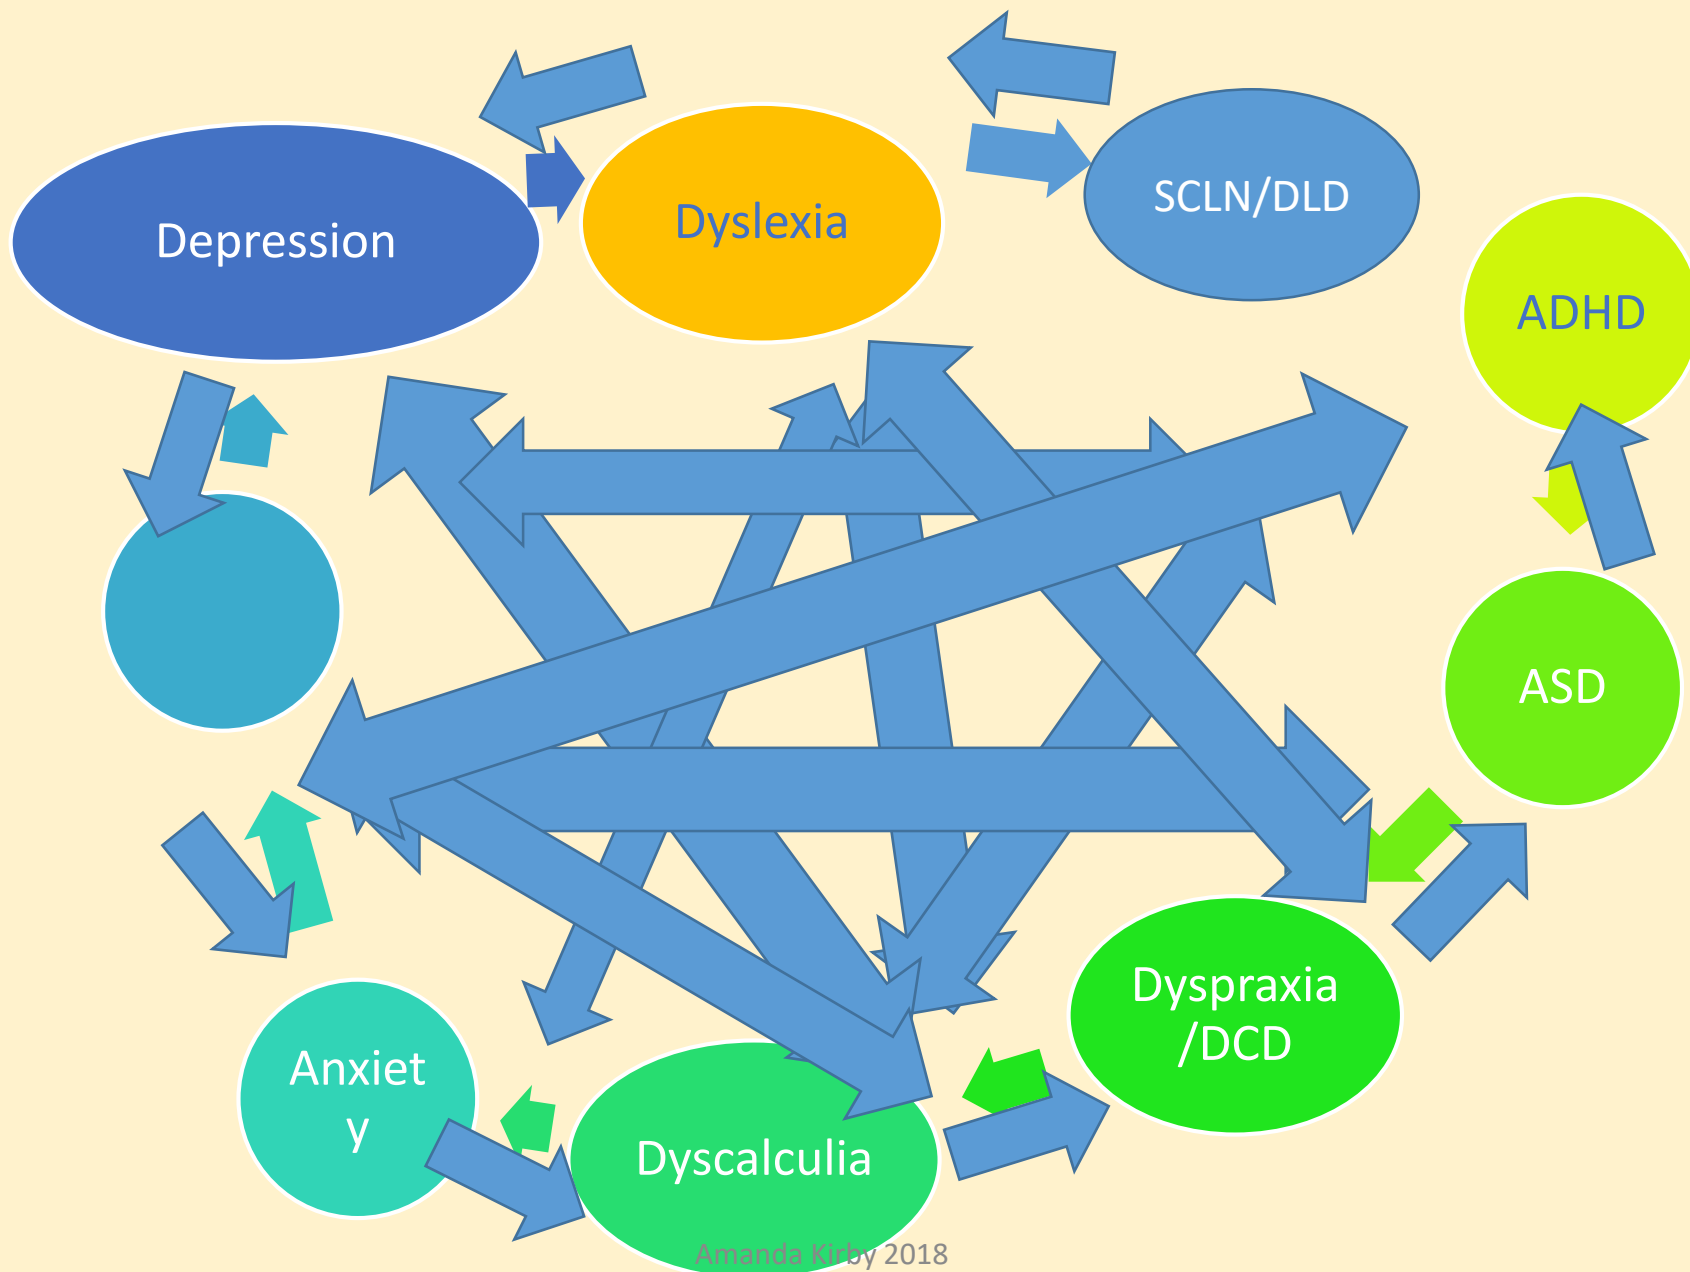 Depression
Dyslexia
SCLN/DLD
ADHD
ASD
Dyspraxia
/DCD
Anxiet
y
Dyscalculia
Amanda Kirby 2018